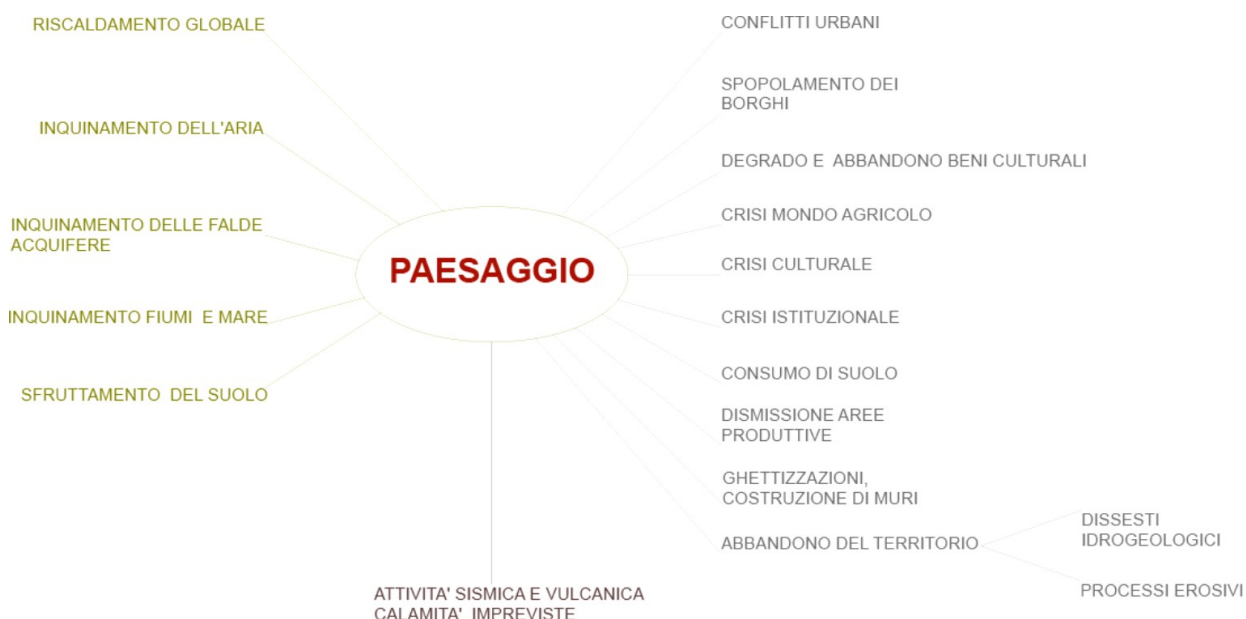 RISCALDAMENTO GLOBALE
INQUINAMENTO DELL'ARIA
INQUINAMENTO DELLE FALDE
ACQUIFERE
INQUINAMENTO FIUMI E MARE
SFRUTTAMENTO DEL SUOLO
PAESAGGIO
CONFLITTI URBANI
SPOPOLAMENTO DEI
BORGHI
DEGRADO E ABBANDONO BENI CULTURALI
CRISI MONDO AGRICOLO
CRISI CULTURALE
CRISI ISTITUZIONALE
CONSUMO DI SUOLO
DISMISSIONE AREE
PRODUTTIVE
GHETTIZZAZIONI,
COSTRUZIONE DI MURI
ABBANDONO DEL TERRITORIO
DISSESTI
IDROGEOLOGICI
PROCESSI EROSIVI
ATTIVITA' SISMICA E VULCANICA
CALAMITA' IMPREVISTE